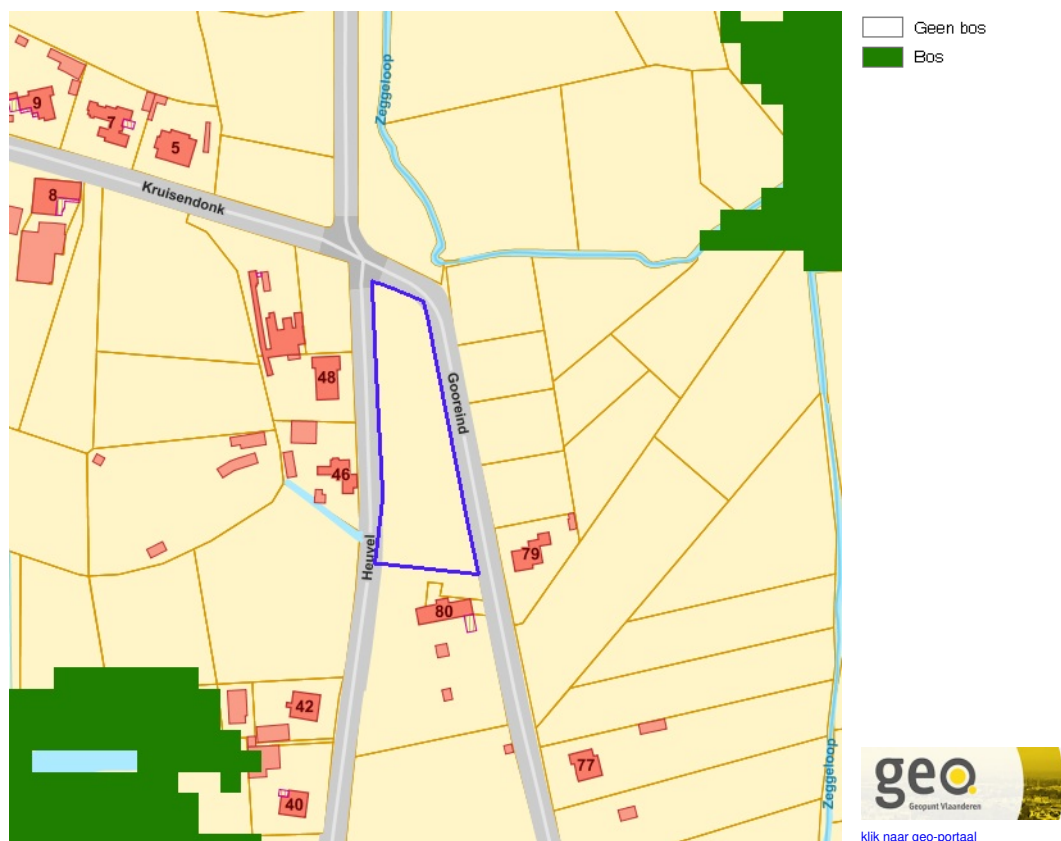 Geen bos
Bos
Zeggeloop
9
7
5
8
Kruisendonk
48
Gooreind
46
Heuvel
79
80
42
77
40
Zeggeloop
geo.
Geopunt Vlaanderen
klik naar geo-portaal